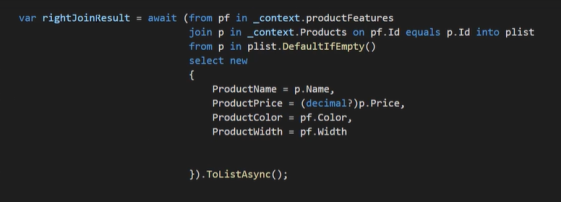 var rightJoinResult = await (from pf in _context.productFeatures
join p in _context.Products on pf.Id equals p.Id into plist
from p in plist.DefaultIfEmpty()
select new
{
ProductName = p.Name,
ProductPrice = (decimal?)p.Price,
ProductColor = pf.Color,
ProductWidth = pf.Width
}).ToListAsync();